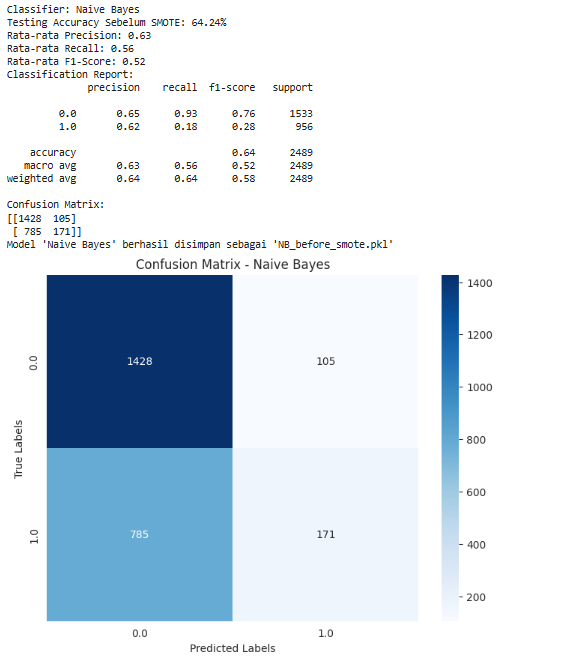 Classifier: Naive Bayes
Testing Accuracy Sebelum SMOTE: 64.24%
Rata-rata Precision: 0.63
Rata-rata Recall: 0.56
Rata-rata F1-Score: 0.52
Classification Report:
precision recall f1-score support
0.0 0.65 0.93 0.76 1533
1.0 0.62 0.18 0.28 956
accuracy 0.64 2489
macro avg 0.63 0.56 0.52 2489
weighted avg 0.64 0.64 0.58 2489
Confusion Matrix:
[[1428 105]
[ 785 171]]
Model 'Naive Bayes' berhasil disimpan sebagai 'NB_before_smote.pkl'
Confusion Matrix - Naive Bayes
True Labels
0.0
1428
105
1.0
785
171
0.0
1.0
Predicted Labels
1400
1200
1000
800
600
400
200